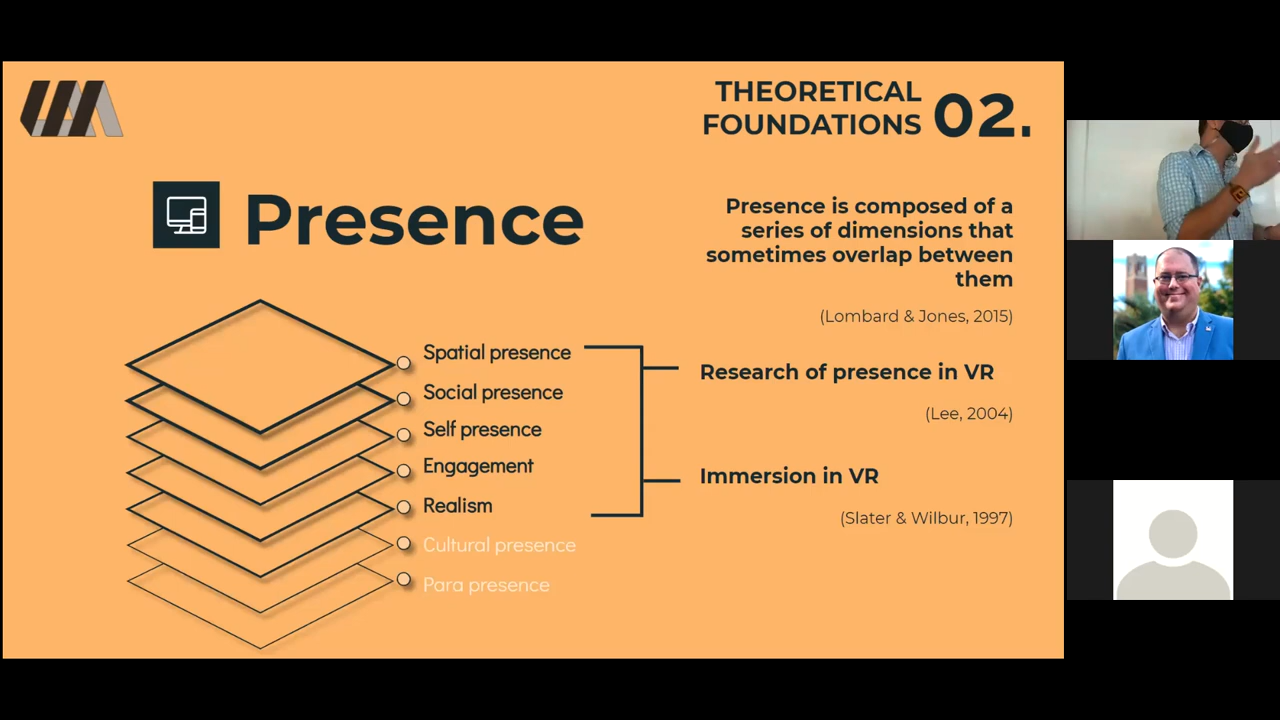 THEORETICAL
FOUNDATIONS 02.
Presence
Presence is composed of a
series of dimensions that
sometimes overlap between
them
(Lombard & Jones, 2015)
Spatial presence
Social presence
Self presence
Engagement
Realism
Cultural presence
Para presence
Research of presence in VR
(Lee, 2004)
Immersion in VR
(Slater & Wilbur, 1997)